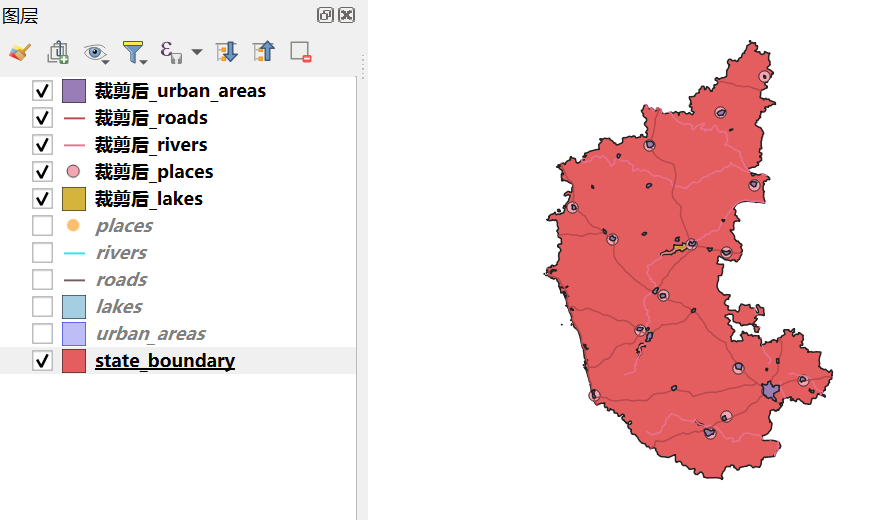 图层
裁剪后_urban_areas
裁剪后_roads
裁剪后_rivers
裁剪后_places
裁剪后_lakes
places
rivers
roads
lakes
urban_areas
state_boundary